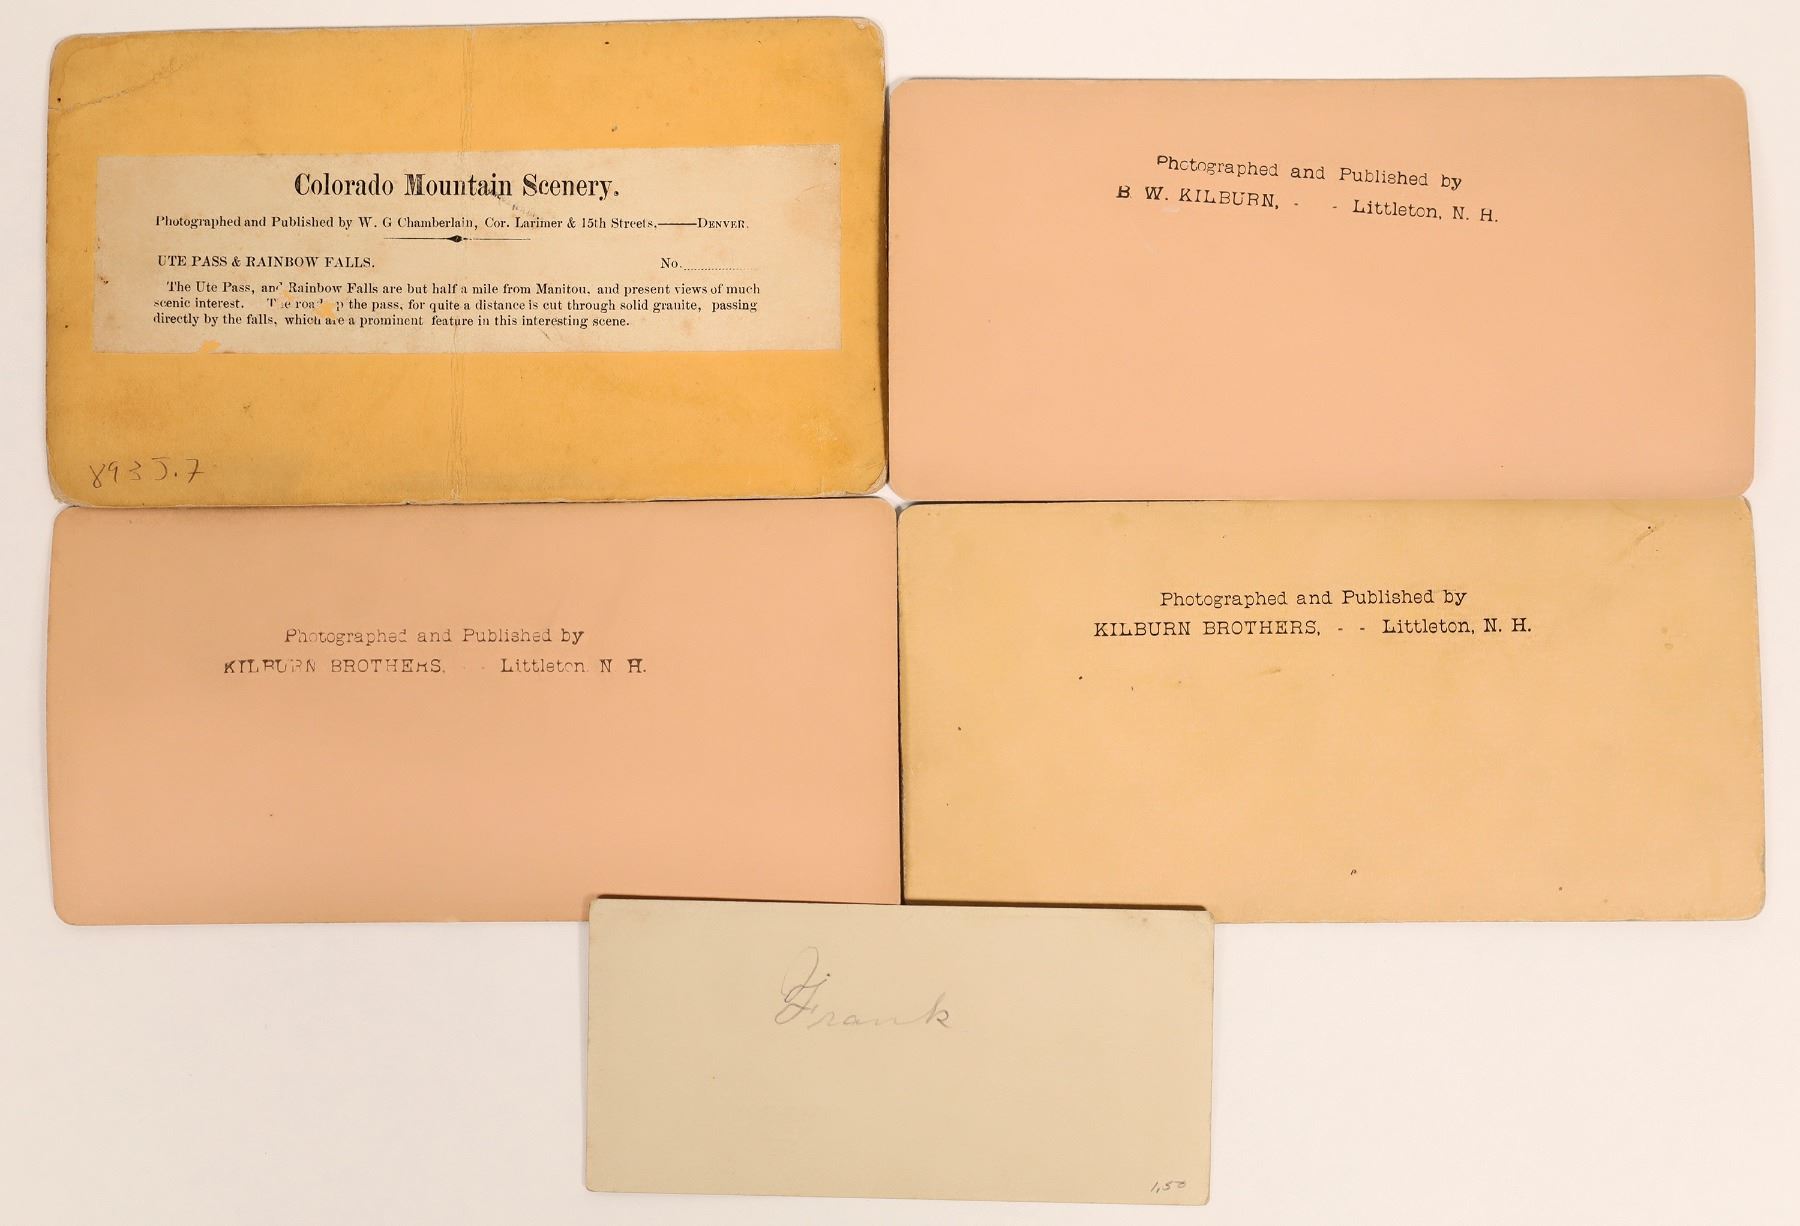 Colorado Mountain Scenery.
Photographed and Published by W. G Chamberlain, Cor. Larimer & 15th Streets,——DENVER.
UTE PASS & RAINBOW FALLS. No.
The Ute Pass, and Rainbow Falls are but half a mile from Manitou, and present views of much
scenic interest. The road up the pass, for quite a distance is cut through solid granite, passing
directly by the falls, which are a prominent feature in this interesting scene.
893 J.7
Photographed and Published by
B. W. KILBURN, - - Littleton, N. H.
Photographed and Published by
KILBURN BROTHERS, - - Littleton, N. H.
Photographed and Published by
KILBURN BROTHERS, - - Littleton, N. H.
Frank
1,50